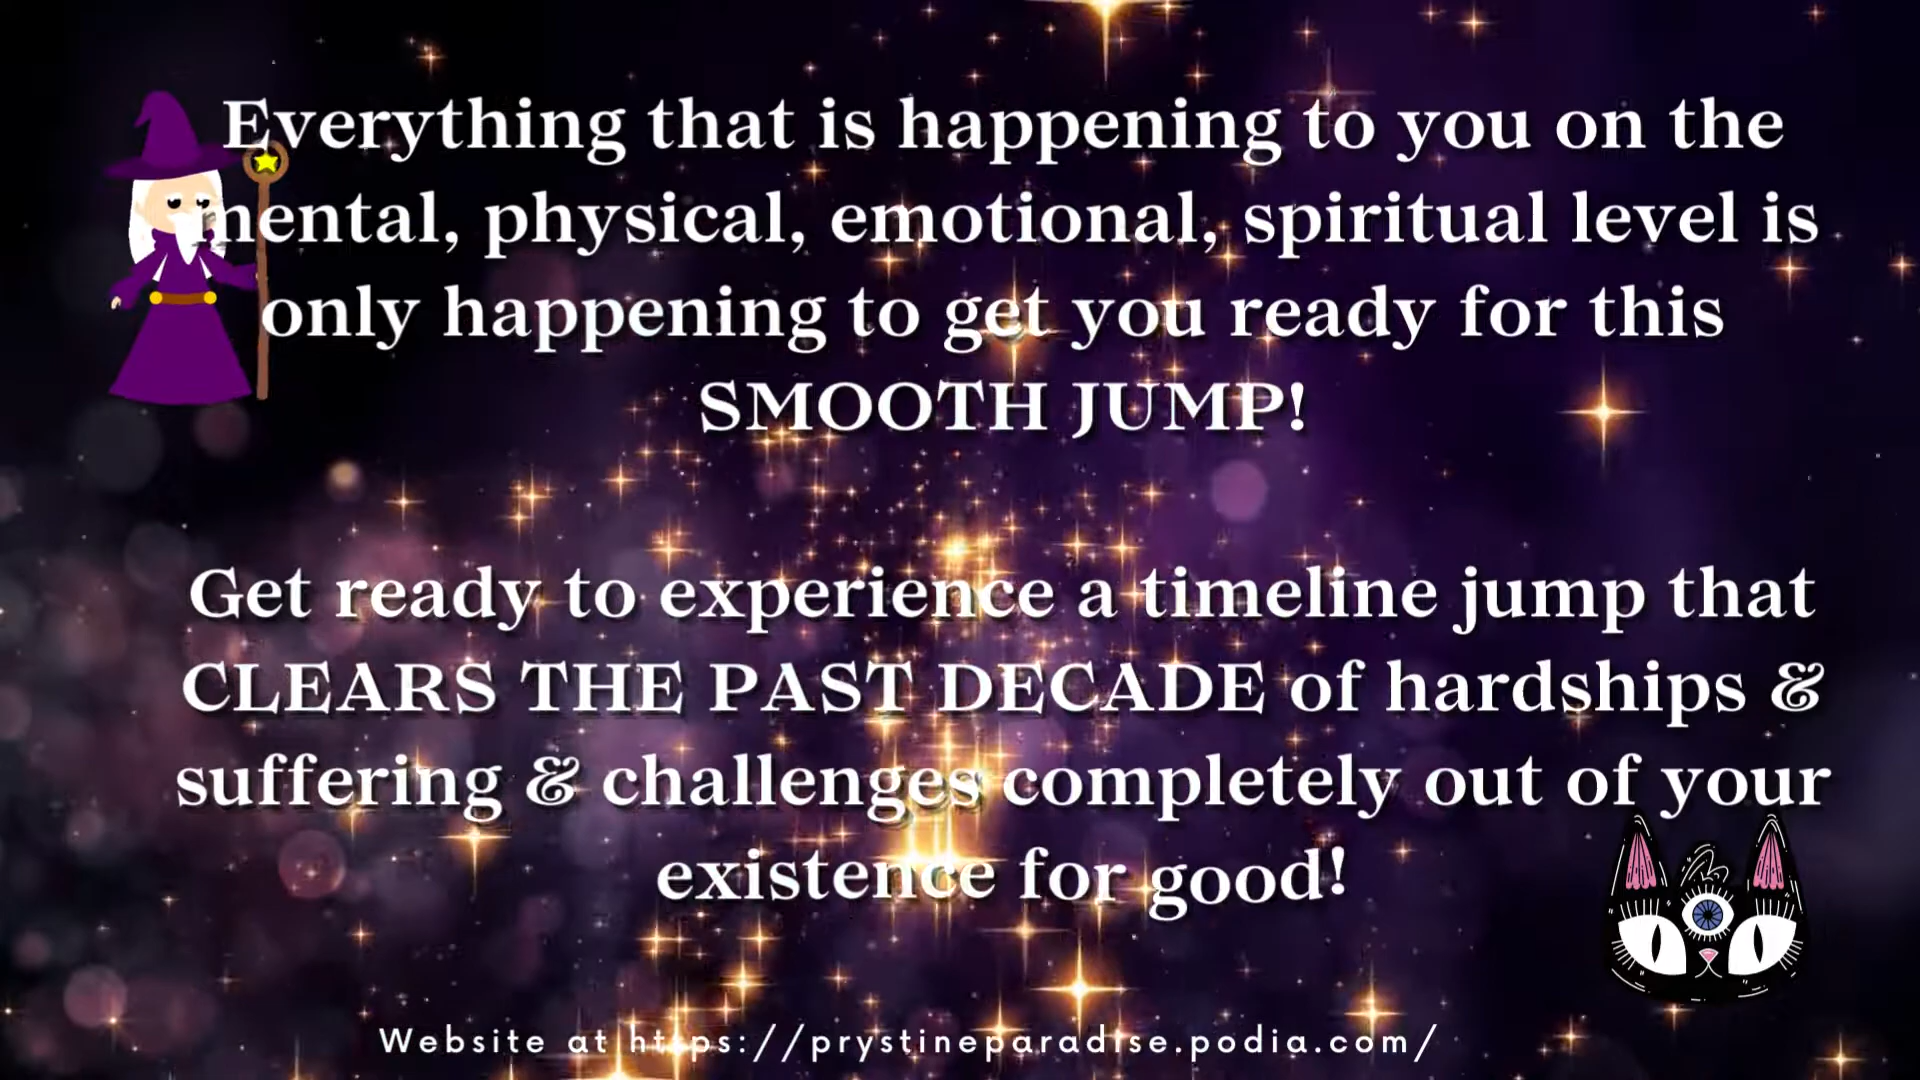 Everything that is happening to you on the
mental, physical, emotional, spiritual level is
only happening to get you ready for this
SMOOTH JUMP!
Get ready to experience a timeline jump that
CLEARS THE PAST DECADE of hardships &
suffering & challenges completely out of your
existence for good!
Website at https://prystineparadise.podia.com/